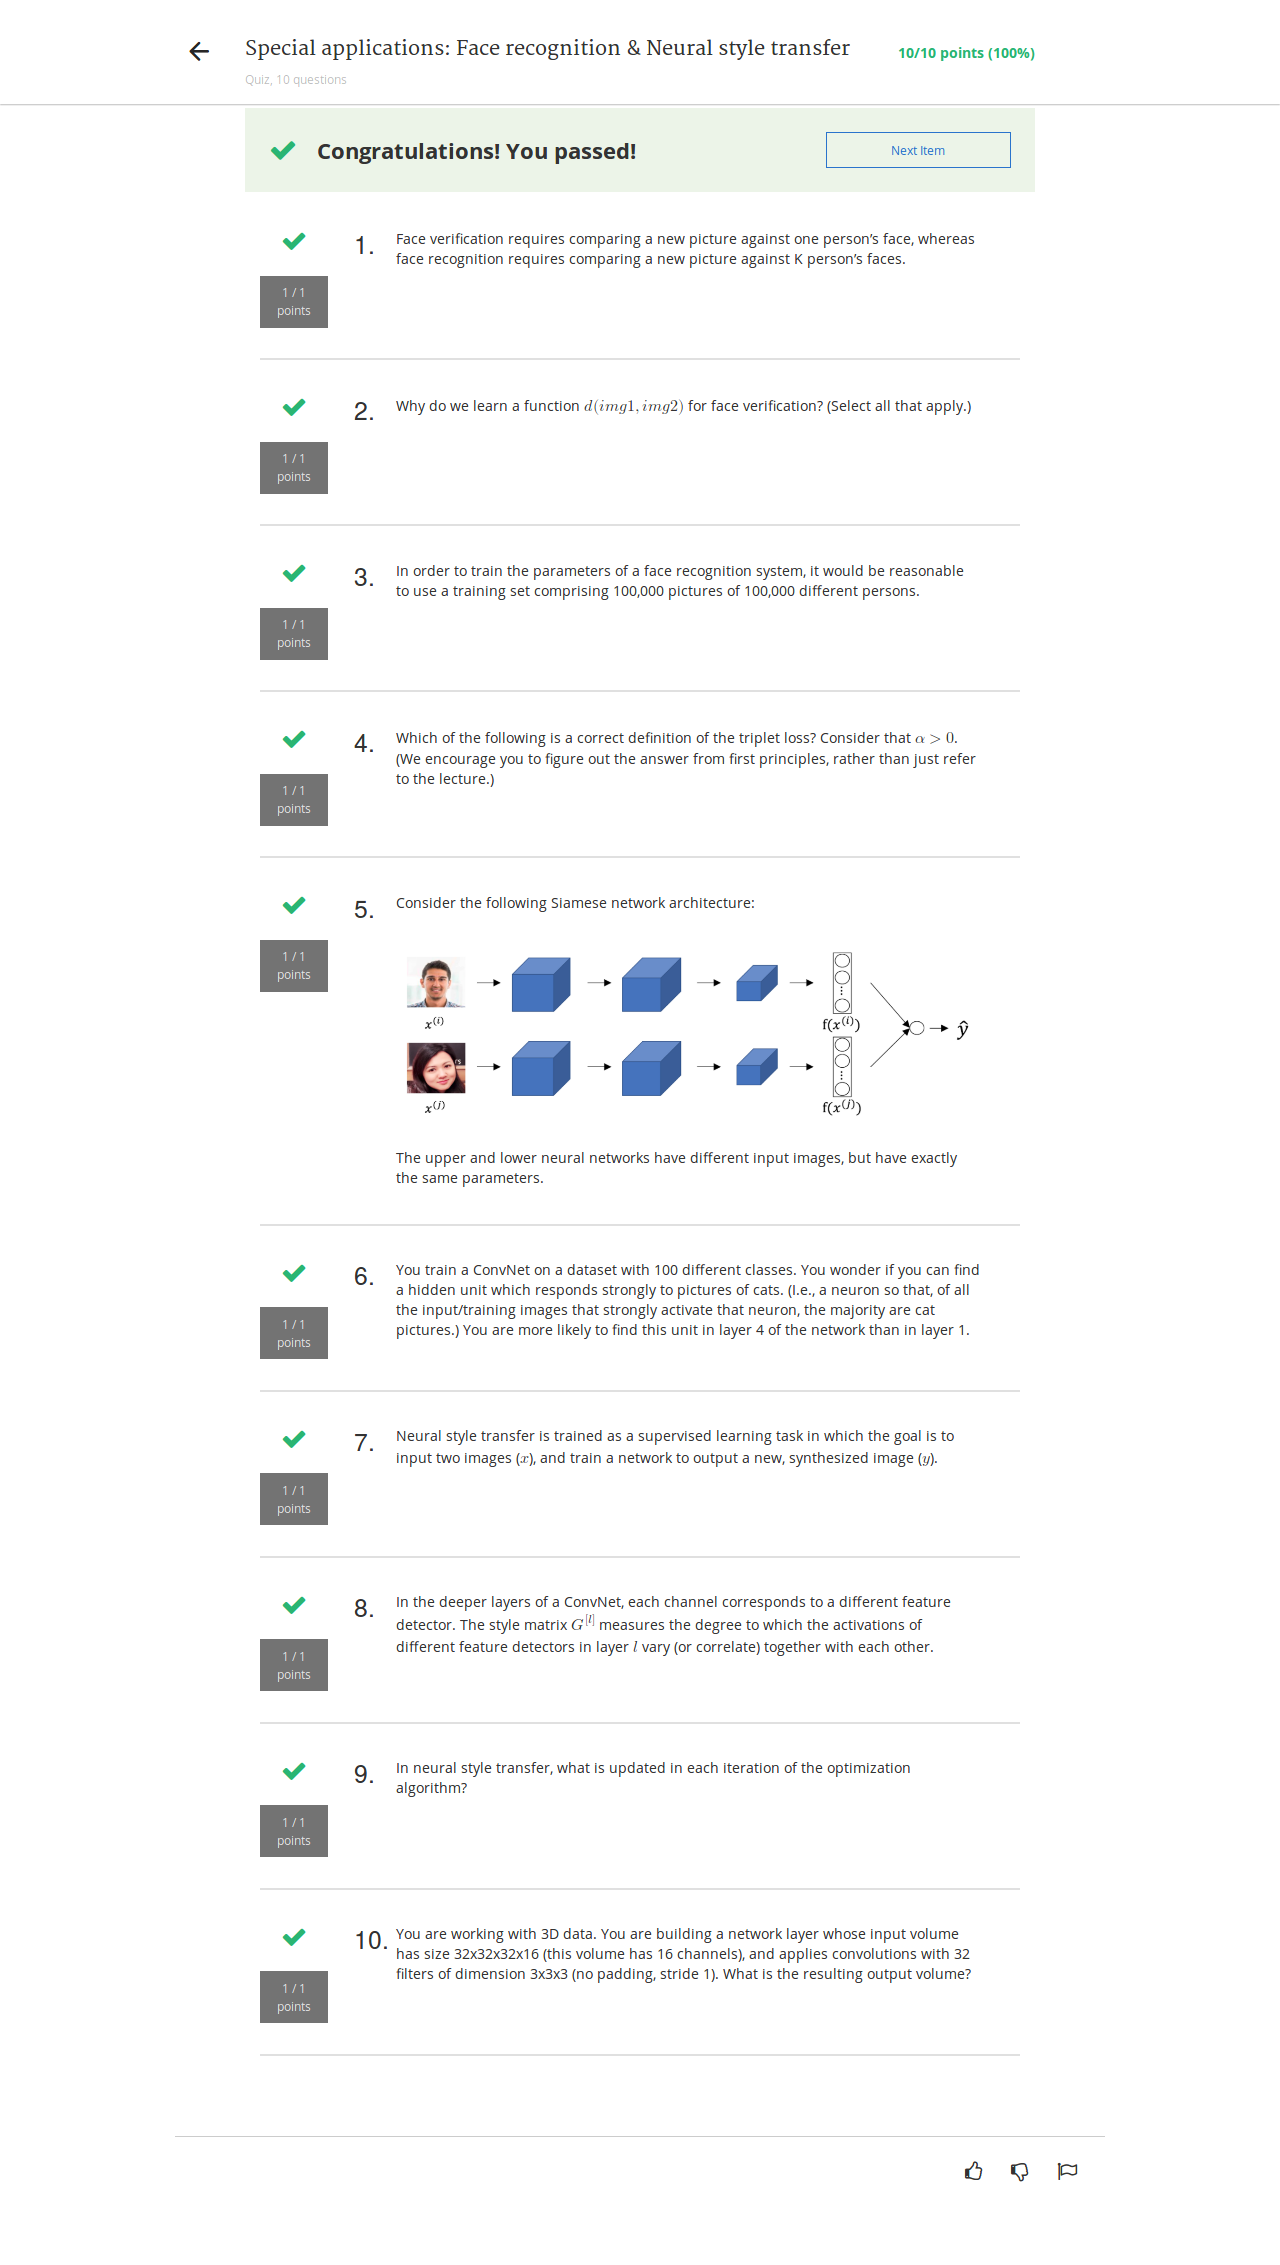 Special applications: Face recognition & Neural style transfer
10/10 points (100%)
Quiz, 10 questions
Congratulations! You passed!
Next Item
1.
Face verification requires comparing a new picture against one person’s face, whereas
face recognition requires comparing a new picture against K person’s faces.
1 / 1
points
2.
Why do we learn a function d(img1, img2) for face verification? (Select all that apply.)
1 / 1
points
3.
In order to train the parameters of a face recognition system, it would be reasonable
to use a training set comprising 100,000 pictures of 100,000 different persons.
1 / 1
points
4.
Which of the following is a correct definition of the triplet loss? Consider that α > 0.
(We encourage you to figure out the answer from first principles, rather than just refer
to the lecture.)
1 / 1
points
5.
Consider the following Siamese network architecture:
1 / 1
points
x⁽ⁱ⁾
f(x⁽ⁱ⁾)
ŷ
x⁽ʲ⁾
f(x⁽ʲ⁾)
The upper and lower neural networks have different input images, but have exactly
the same parameters.
6.
You train a ConvNet on a dataset with 100 different classes. You wonder if you can find
a hidden unit which responds strongly to pictures of cats. (I.e., a neuron so that, of all
the input/training images that strongly activate that neuron, the majority are cat
pictures.) You are more likely to find this unit in layer 4 of the network than in layer 1.
1 / 1
points
7.
Neural style transfer is trained as a supervised learning task in which the goal is to
input two images (x), and train a network to output a new, synthesized image (y).
1 / 1
points
8.
In the deeper layers of a ConvNet, each channel corresponds to a different feature
detector. The style matrix G^[l] measures the degree to which the activations of
different feature detectors in layer l vary (or correlate) together with each other.
1 / 1
points
9.
In neural style transfer, what is updated in each iteration of the optimization
algorithm?
1 / 1
points
10.
You are working with 3D data. You are building a network layer whose input volume
has size 32x32x32x16 (this volume has 16 channels), and applies convolutions with 32
filters of dimension 3x3x3 (no padding, stride 1). What is the resulting output volume?
1 / 1
points